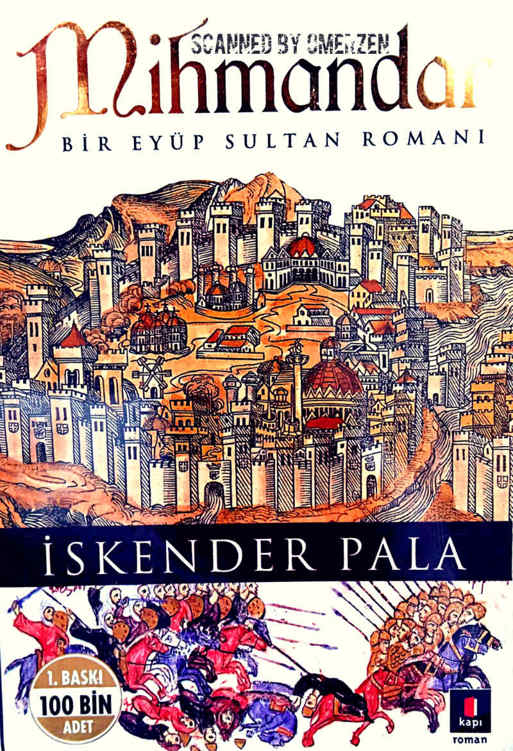 SCANNED BY OMERZEN
Mihmandar
BİR EYÜP SULTAN ROMANI
İSKENDER PALA
1. BASKI
100 BİN
ADET
kapı
roman